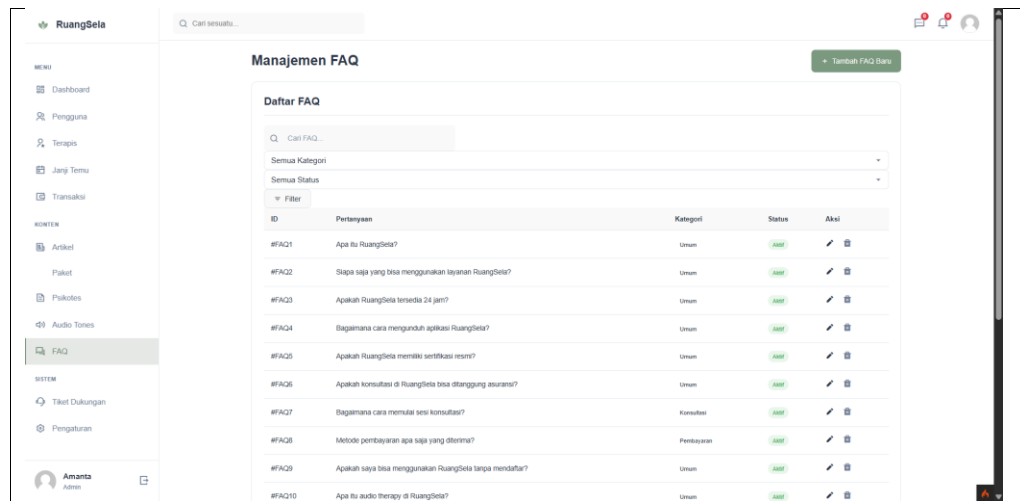 RuangSela
Cari sesuatu...
MENU
Dashboard
Pengguna
Terapis
Janji Temu
Transaksi
KONTEN
Artikel
Paket
Psikotes
Audio Tones
FAQ
SISTEM
Tiket Dukungan
Pengaturan
Amanta
Admin
Manajemen FAQ
+ Tambah FAQ Baru
Daftar FAQ
Cari FAQ...
Semua Kategori
Semua Status
Filter
ID Pertanyaan Kategori Status Aksi
#FAQ1 Apa itu RuangSela? Umum Aktif
#FAQ2 Siapa saja yang bisa menggunakan layanan RuangSela? Umum Aktif
#FAQ3 Apakah RuangSela tersedia 24 jam? Umum Aktif
#FAQ4 Bagaimana cara mengunduh aplikasi RuangSela? Umum Aktif
#FAQ5 Apakah RuangSela memiliki sertifikasi resmi? Umum Aktif
#FAQ6 Apakah konsultasi di RuangSela bisa ditanggung asuransi? Umum Aktif
#FAQ7 Bagaimana cara memulai sesi konsultasi? Konsultasi Aktif
#FAQ8 Metode pembayaran apa saja yang diterima? Pembayaran Aktif
#FAQ9 Apakah saya bisa menggunakan RuangSela tanpa mendaftar? Umum Aktif
#FAQ10 Apa itu audio therapy di RuangSela? Umum Aktif